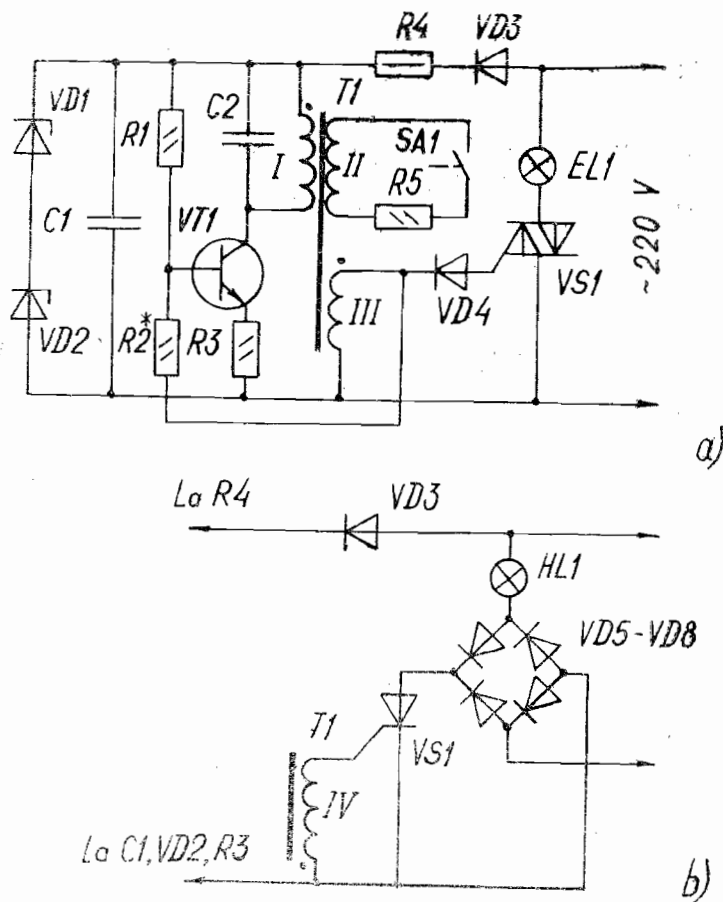 R4
VD3
VD1
R1
C2
T1
I
II
SA1
R5
EL1
C1
VT1
VS1
VD4
~220 V
VD2
R2*
R3
III
a)
La R4
VD3
HL1
VD5-VD8
T1
VS1
IV
La C1,VD2,R3
b)